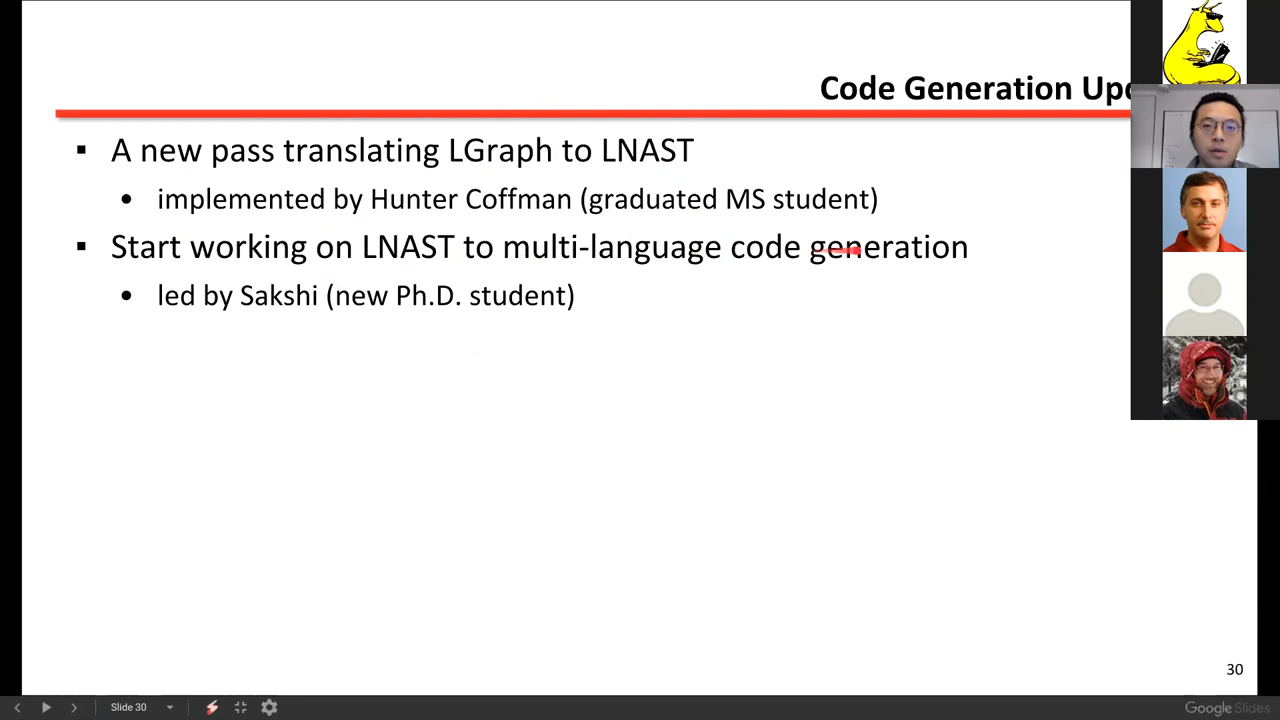 Code Generation Up
▪ A new pass translating LGraph to LNAST
• implemented by Hunter Coffman (graduated MS student)
▪ Start working on LNAST to multi-language code generation
• led by Sakshi (new Ph.D. student)
30
Slide 30
Google Slides